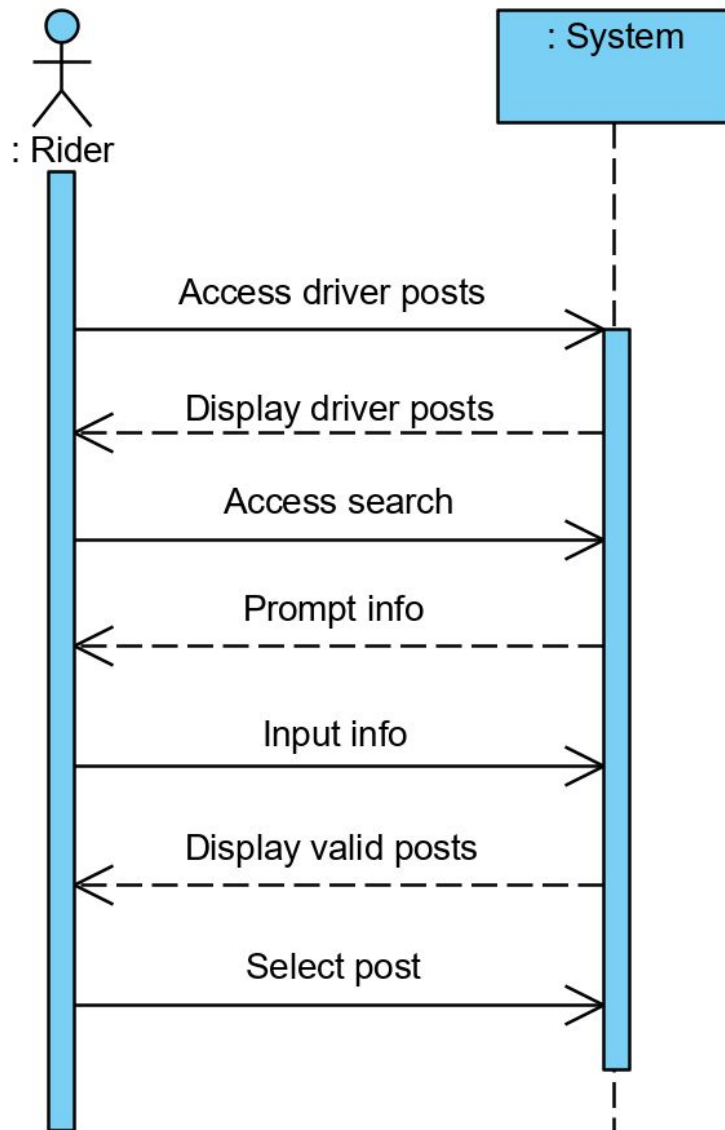 : System
: Rider
Access driver posts
Display driver posts
Access search
Prompt info
Input info
Display valid posts
Select post